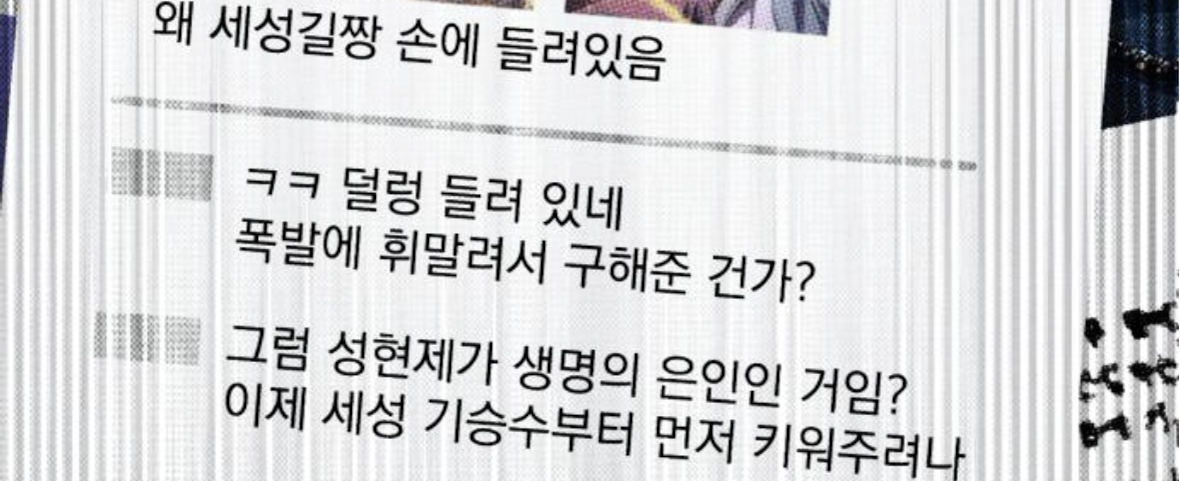 왜 세성길짱 손에 들려있음
ㅋㅋ 덜렁 들려 있네
폭발에 휘말려서 구해준 건가?
그럼 성현제가 생명의 은인인 거임?
이제 세성 기승수부터 먼저 키워주려나